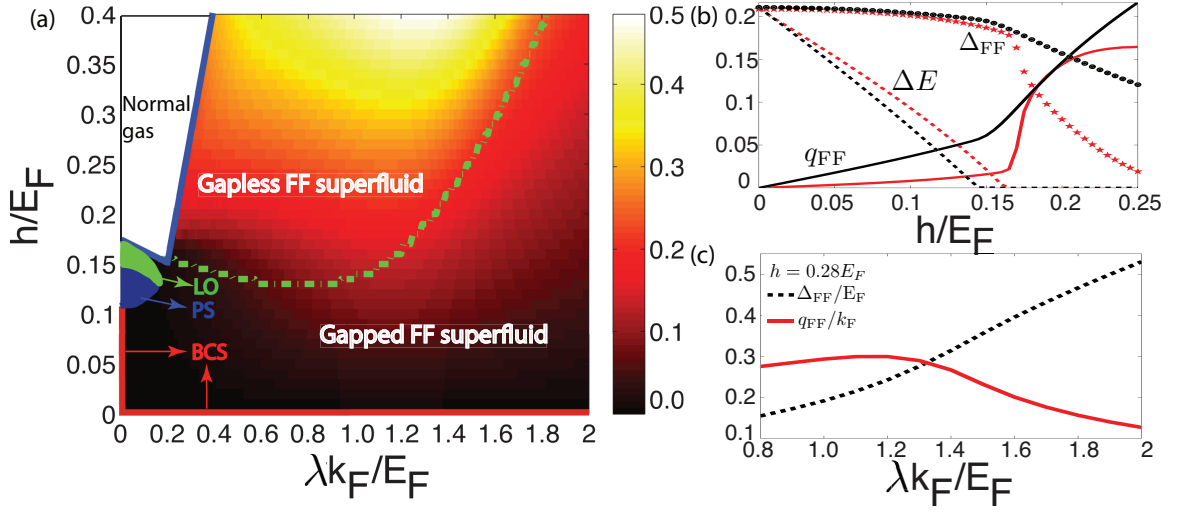 (a)
0.4
0.35
0.3
0.25
0.2
0.15
0.1
0.05
0
h/E_F
Normal
gas
Gapless FF superfluid
LO
PS
BCS
Gapped FF superfluid
0 0.4 0.6 0.8 1.0 1.2 1.4 1.6 1.8 2
λk_F/E_F
0.5
0.4
0.3
0.2
0.1
0.0
(b)
0.2
0.15
0.1
0.05
0
Δ_FF
ΔE
q_FF
0 0.05 0.10 0.15 0.20 0.25
h/E_F
(c)
0.5
0.4
0.3
0.2
0.1
h = 0.28E_F
Δ_FF/E_F
q_FF/k_F
0.8 1.0 1.2 1.4 1.6 1.8 2
λk_F/E_F